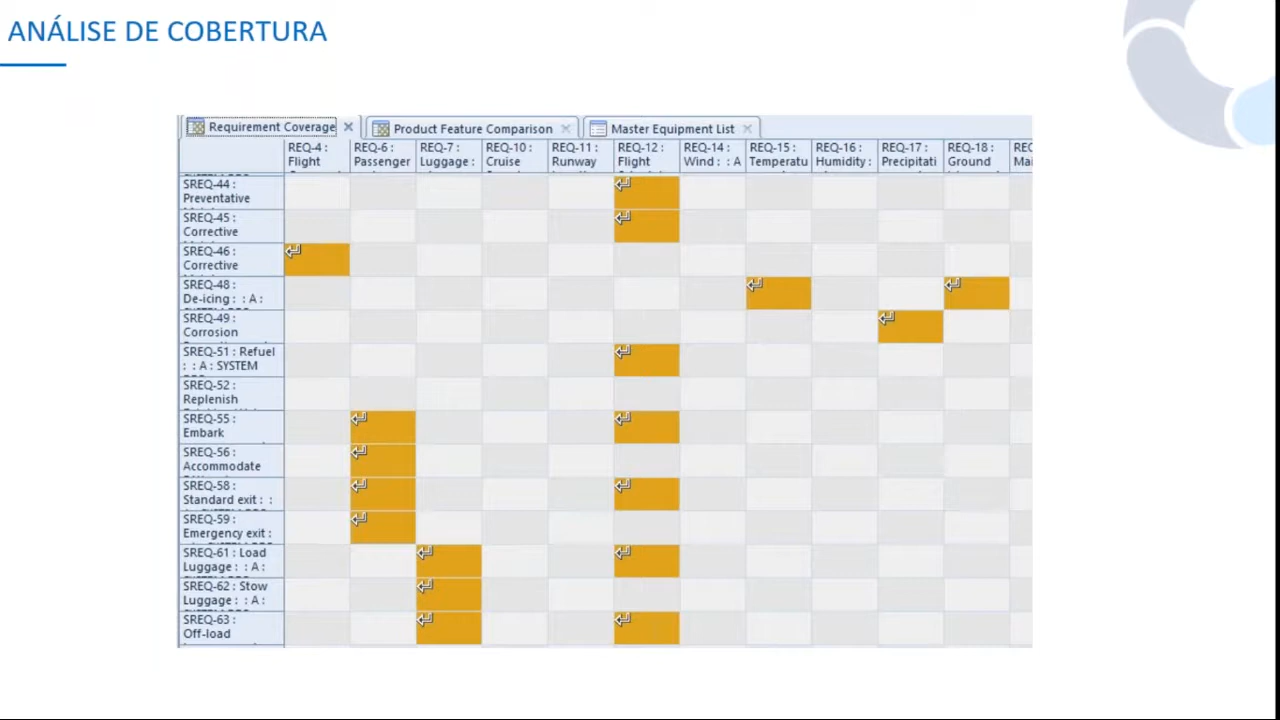 ANÁLISE DE COBERTURA
Requirement Coverage
Product Feature Comparison
Master Equipment List
REQ-4 : REQ-6 : REQ-7 : REQ-10 : REQ-11 : REQ-12 : REQ-14 : REQ-15 : REQ-16 : REQ-17 : REQ-18 : REQ
Flight Passenger Luggage : Cruise Runway Flight Wind : : A Temperatu Humidity : Precipitati Ground Mai
SREQ-44 :
Preventative
SREQ-45 :
Corrective
SREQ-46 :
Corrective
SREQ-48 :
De-icing : : A :
SREQ-49 :
Corrosion
SREQ-51 : Refuel
: : A : SYSTEM
SREQ-52 :
Replenish
SREQ-55 :
Embark
SREQ-56 :
Accommodate
SREQ-58 :
Standard exit : :
SREQ-59 :
Emergency exit :
SREQ-61 : Load
Luggage : : A :
SREQ-62 : Stow
Luggage : : A :
SREQ-63 :
Off-load